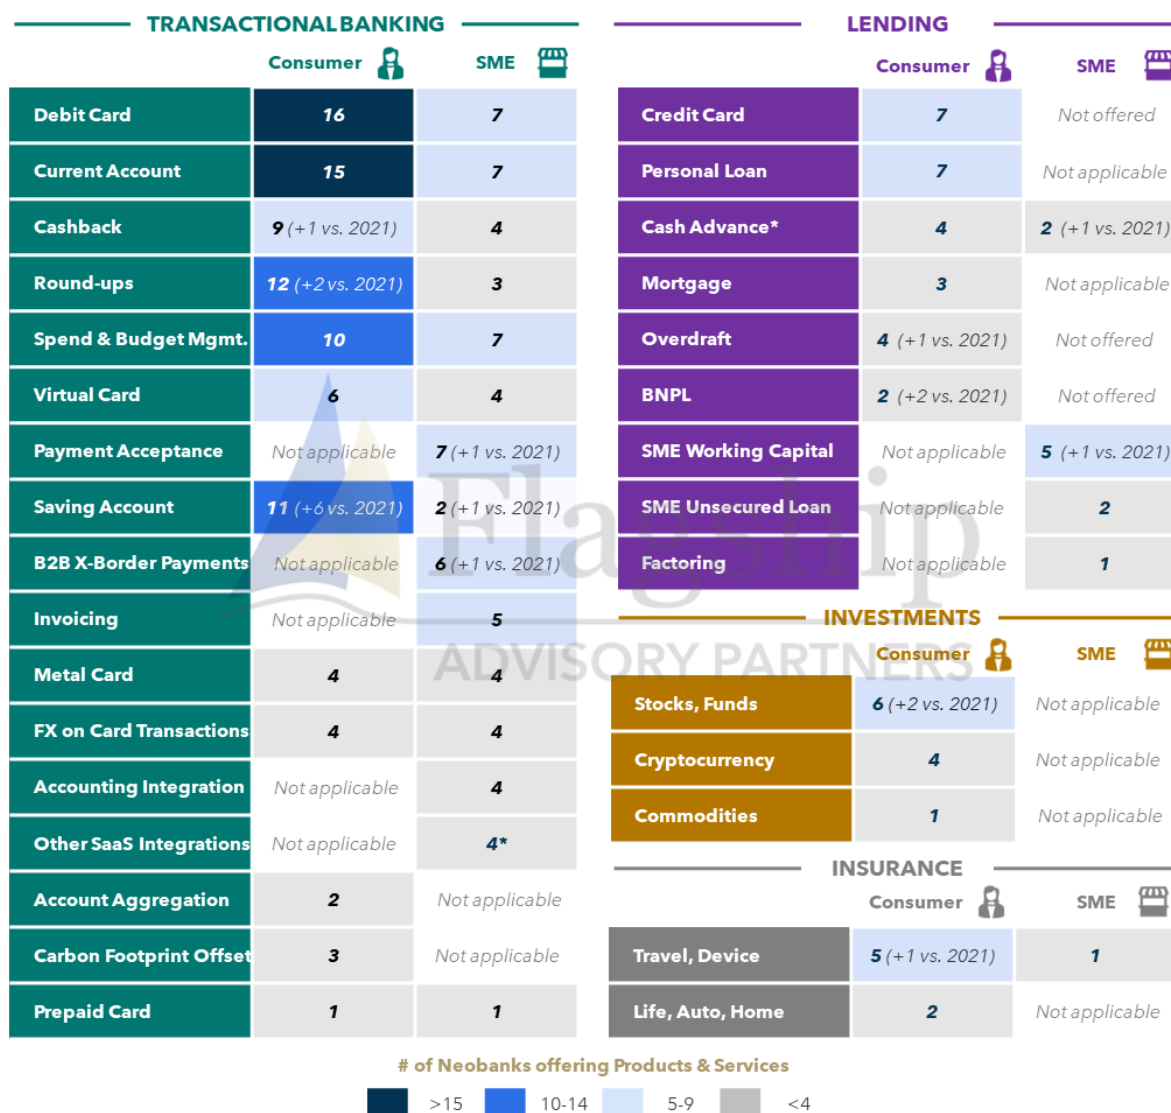 TRANSACTIONAL BANKING
Consumer SME
Debit Card 16 7
Current Account 15 7
Cashback 9 (+1 vs. 2021) 4
Round-ups 12 (+2 vs. 2021) 3
Spend & Budget Mgmt. 10 7
Virtual Card 6 4
Payment Acceptance Not applicable 7 (+1 vs. 2021)
Saving Account 11 (+6 vs. 2021) 2 (+1 vs. 2021)
B2B X-Border Payments Not applicable 6 (+1 vs. 2021)
Invoicing Not applicable 5
Metal Card 4 4
FX on Card Transactions 4 4
Accounting Integration Not applicable 4
Other SaaS Integrations Not applicable 4*
Account Aggregation 2 Not applicable
Carbon Footprint Offset 3 Not applicable
Prepaid Card 1 1
LENDING
Consumer SME
Credit Card 7 Not offered
Personal Loan 7 Not applicable
Cash Advance* 4 2 (+1 vs. 2021)
Mortgage 3 Not applicable
Overdraft 4 (+1 vs. 2021) Not offered
BNPL 2 (+2 vs. 2021) Not offered
SME Working Capital Not applicable 5 (+1 vs. 2021)
SME Unsecured Loan Not applicable 2
Factoring Not applicable 1
INVESTMENTS
Consumer SME
Stocks, Funds 6 (+2 vs. 2021) Not applicable
Cryptocurrency 4 Not applicable
Commodities 1 Not applicable
INSURANCE
Consumer SME
Travel, Device 5 (+1 vs. 2021) 1
Life, Auto, Home 2 Not applicable
Flagship
ADVISORY PARTNERS
# of Neobanks offering Products & Services
>15 10-14 5-9 <4